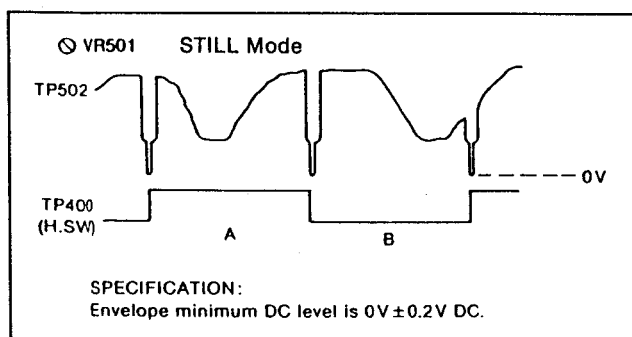 VR501 STILL Mode
TP502
0V
TP400
(H.SW)
A
B
SPECIFICATION:
Envelope minimum DC level is 0V ± 0.2V DC.